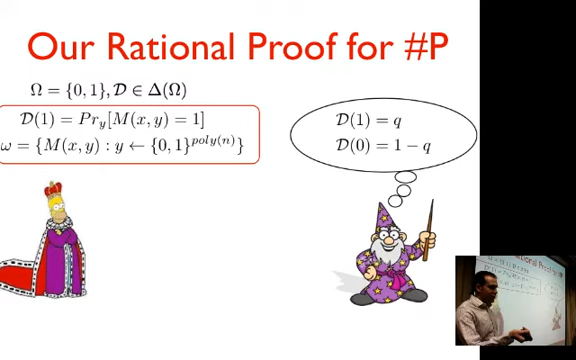 Our Rational Proof for #P
Ω = {0, 1}, 𝒟 ∈ Δ(Ω)
𝒟(1) = Pr_y[M(x, y) = 1]
ω = {M(x, y) : y ← {0, 1}^{poly(n)}}
𝒟(1) = q
𝒟(0) = 1 − q